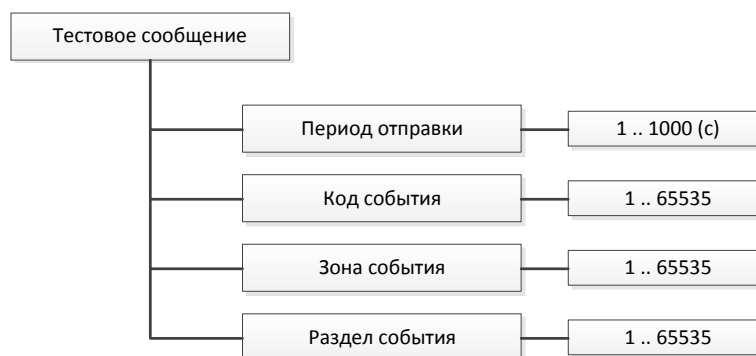 Тестовое сообщение
Период отправки 1 .. 1000 (с)
Код события 1 .. 65535
Зона события 1 .. 65535
Раздел события 1 .. 65535